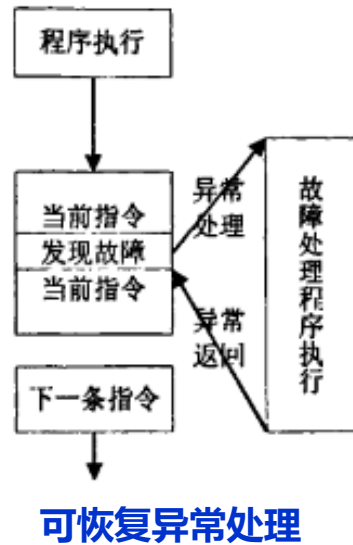 程序执行
当前指令
发现故障
当前指令
下一条指令
异常
处理
异常
返回
故障处理程序执行
可恢复异常处理